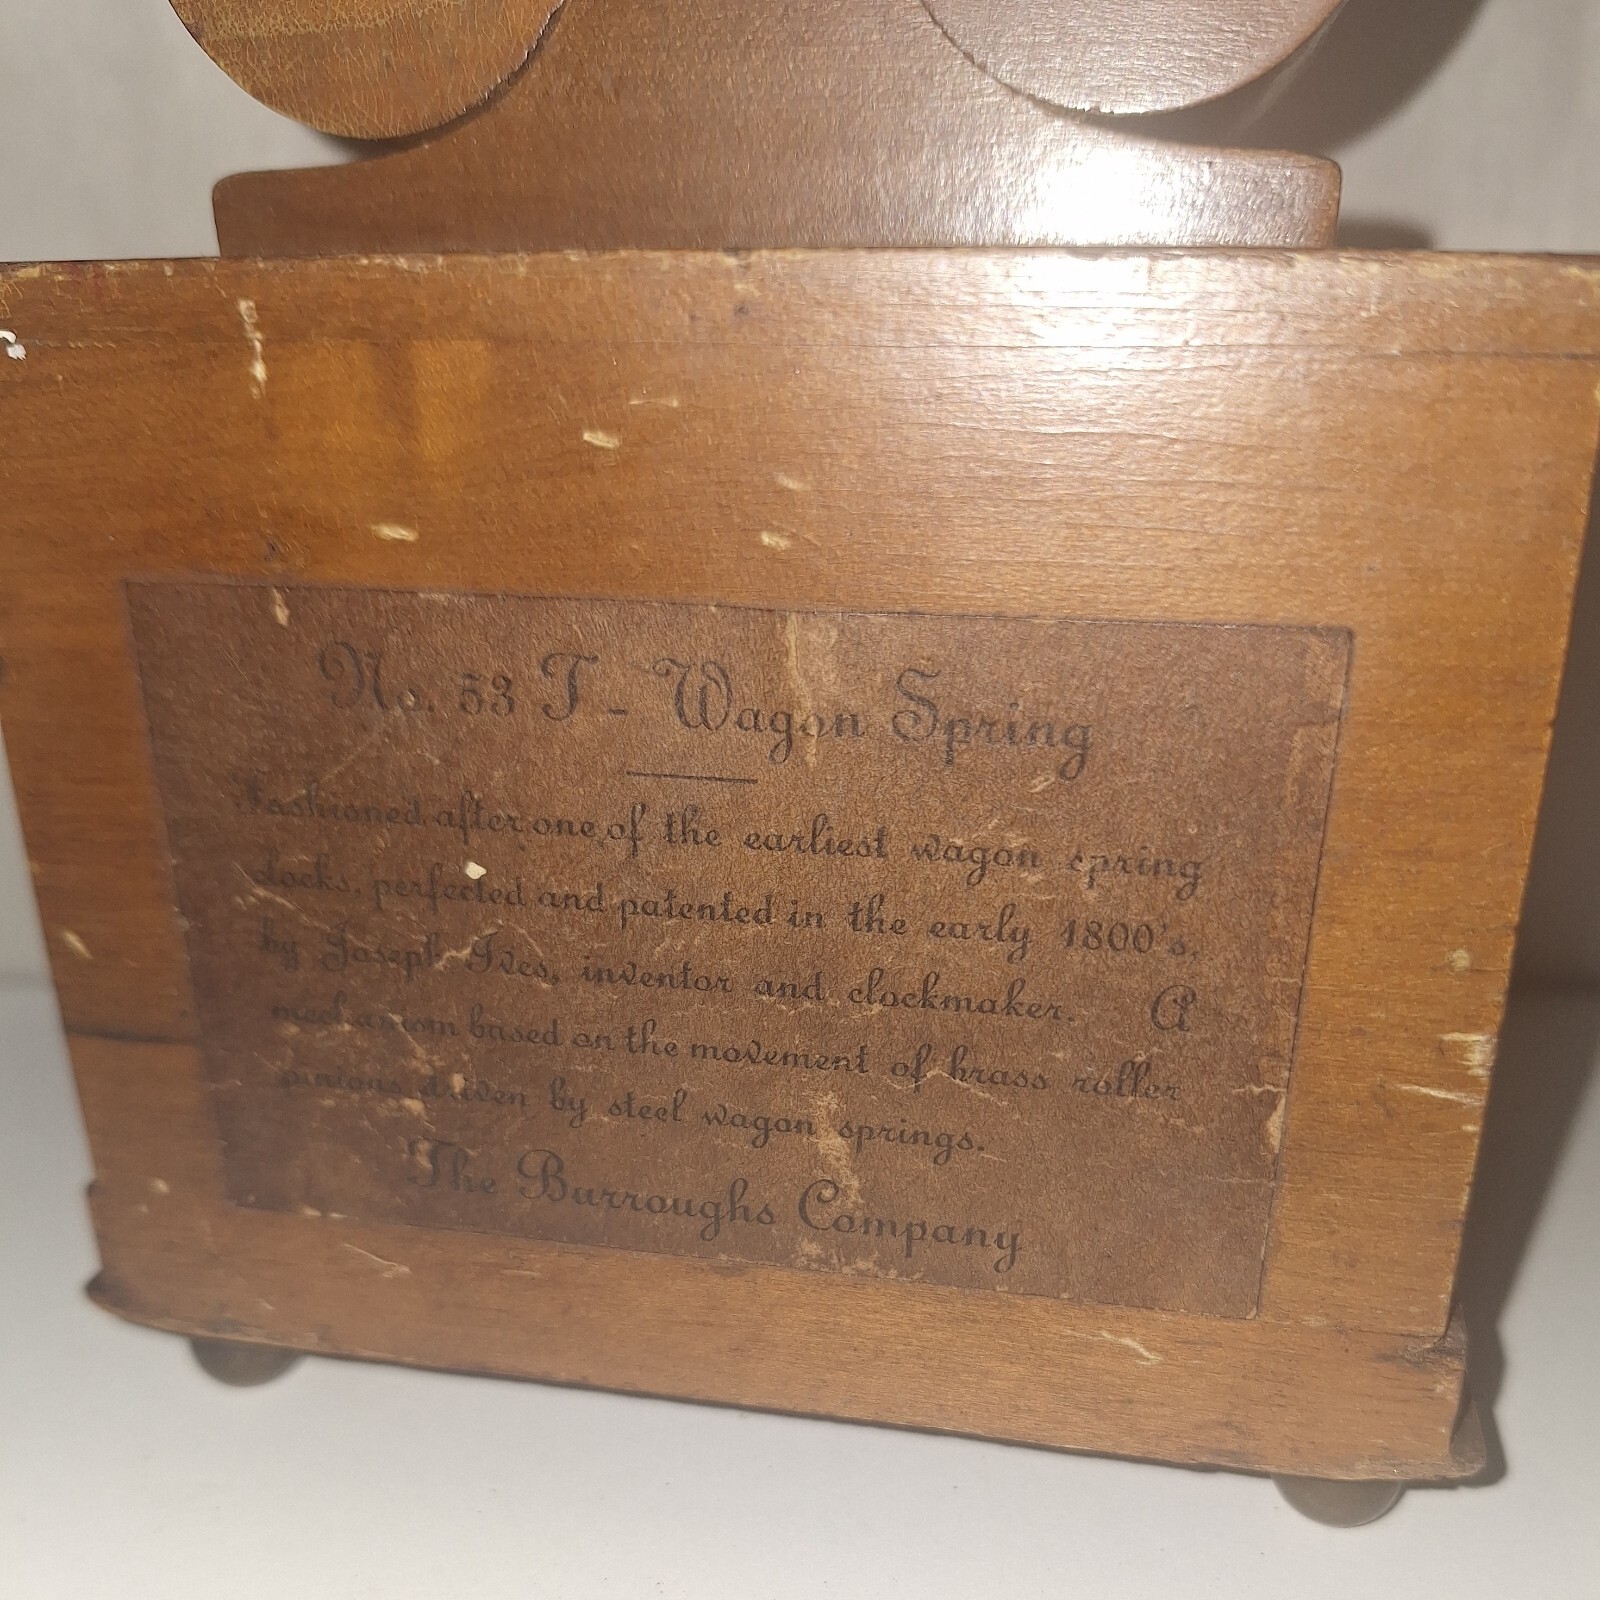 No. 53 T - Wagon Spring
Fashioned after one of the earliest wagon spring
clocks, perfected and patented in the early 1800's,
by Joseph Ives, inventor and clockmaker. A
mechanism based on the movement of brass roller
pinions driven by steel wagon springs.
The Burroughs Company